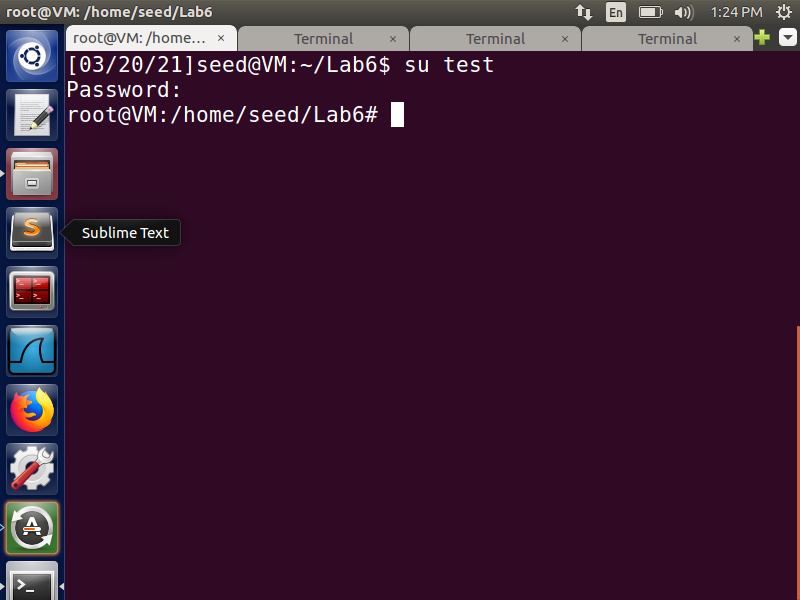 root@VM: /home/seed/Lab6
En
1:24 PM
root@VM: /home... ×
Terminal ×
Terminal ×
Terminal ×
[03/20/21]seed@VM:~/Lab6$ su test
Password:
root@VM:/home/seed/Lab6#
Sublime Text